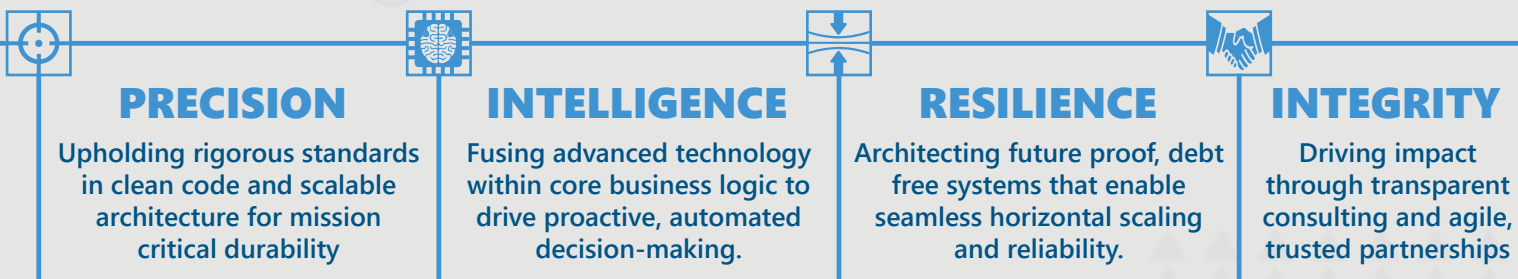 PRECISION
Upholding rigorous standards
in clean code and scalable
architecture for mission
critical durability
INTELLIGENCE
Fusing advanced technology
within core business logic to
drive proactive, automated
decision-making.
RESILIENCE
Architecting future proof, debt
free systems that enable
seamless horizontal scaling
and reliability.
INTEGRITY
Driving impact
through transparent
consulting and agile,
trusted partnerships